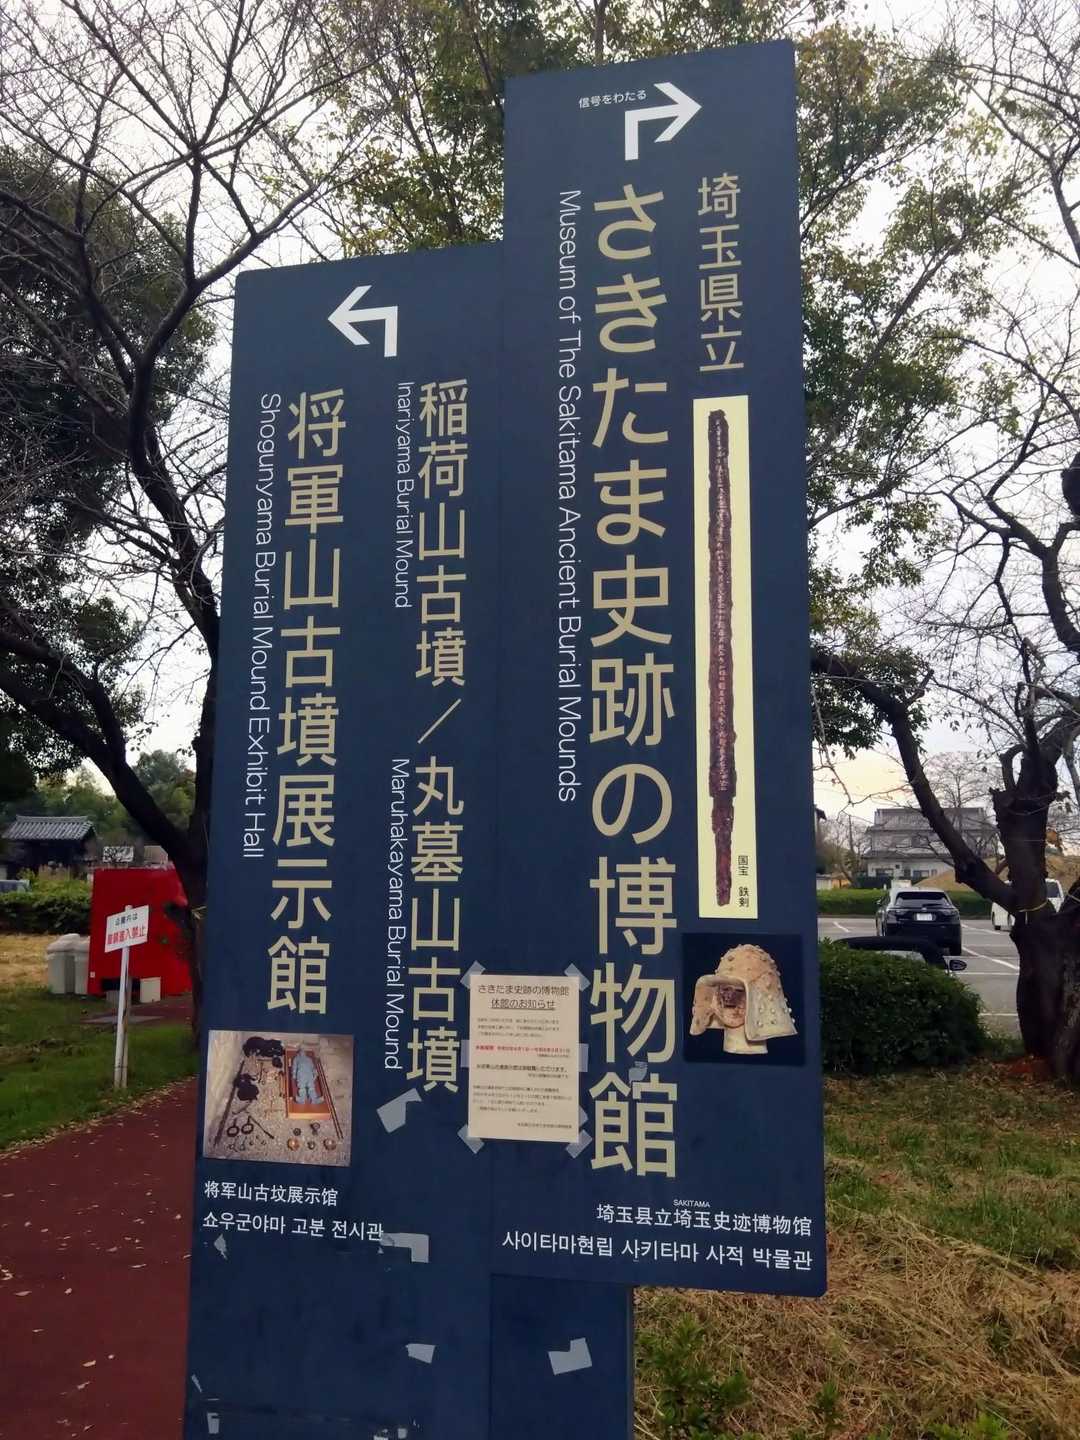 信号をわたる
埼玉県立
さきたま史跡の博物館
Museum of The Sakitama Ancient Burial Mounds
国宝 鉄剣
稲荷山古墳/丸墓山古墳
Inariyama Burial Mound
Maruhakayama Burial Mound
将軍山古墳展示館
Shogunyama Burial Mound Exhibit Hall
さきたま史跡の博物館
休館のお知らせ
SAKITAMA
埼玉县立埼玉史迹博物馆
사이타마현립 사키타마 사적 박물관
将军山古坟展示馆
쇼우군야마 고분 전시관
公園内は
車両進入禁止